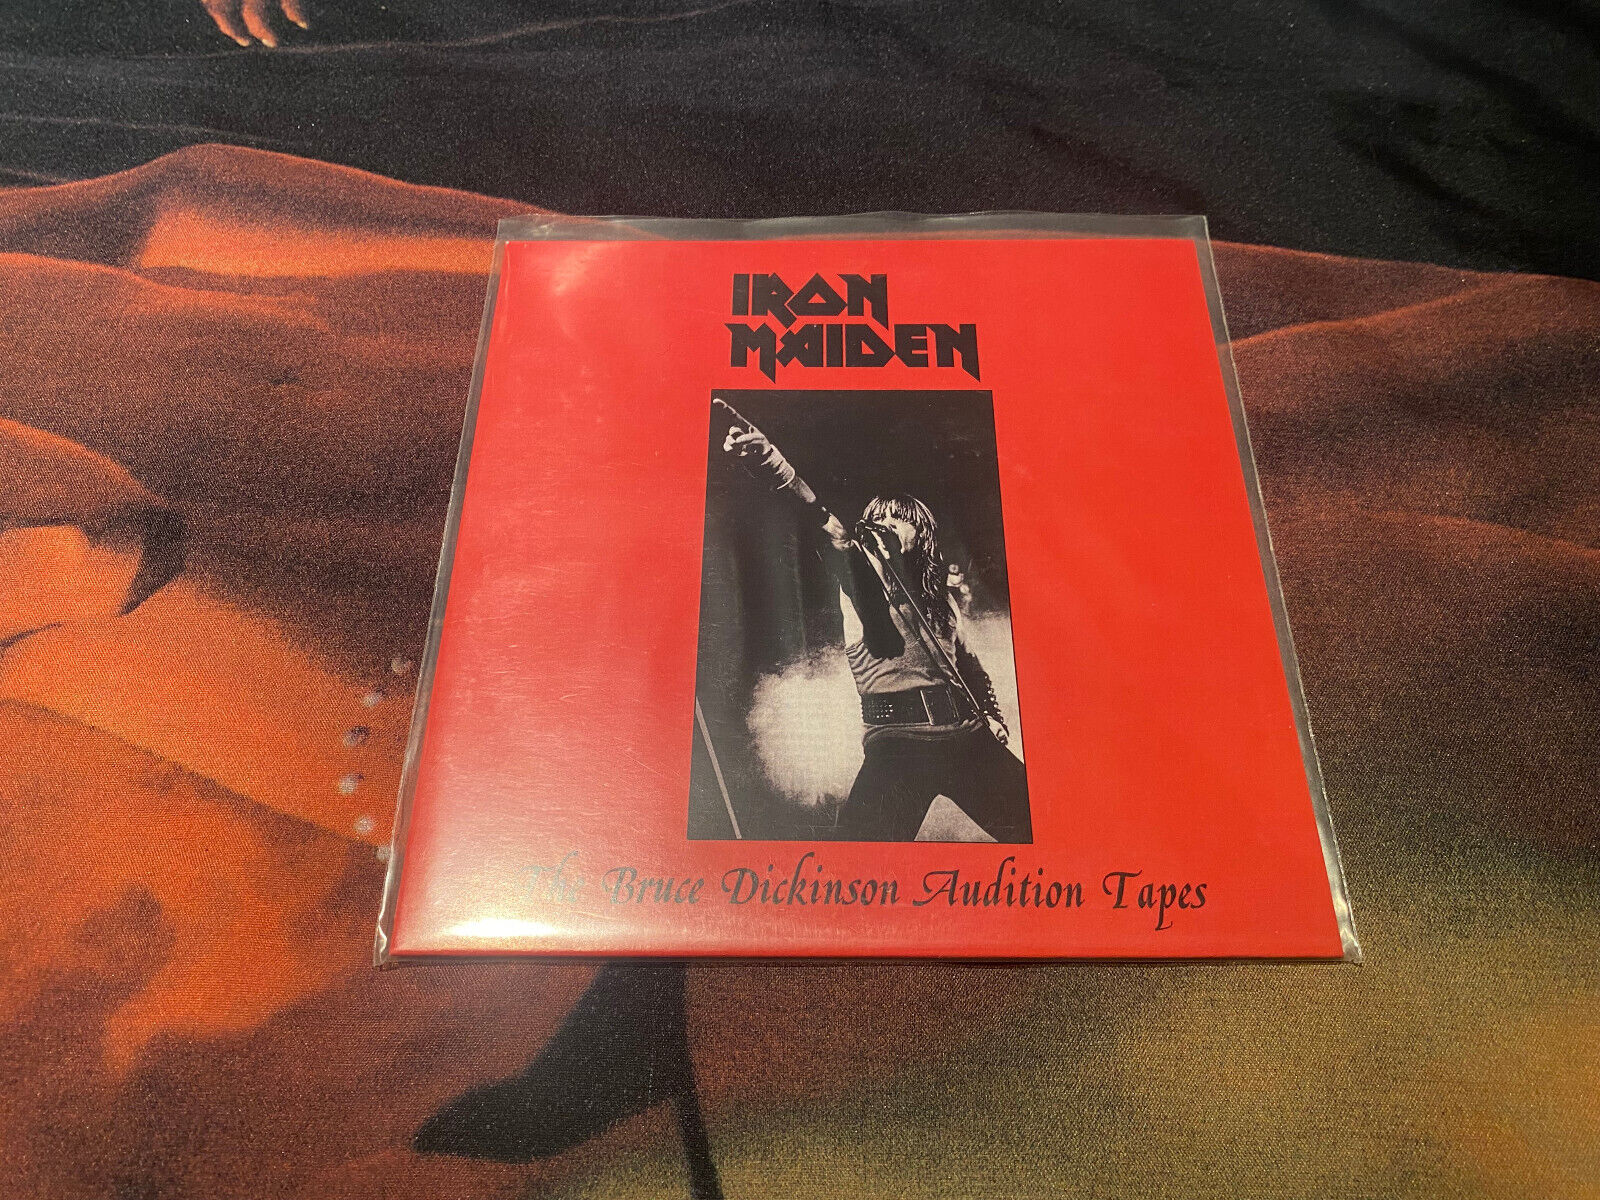 IRON
MAIDEN
The Bruce Dickinson Audition Tapes